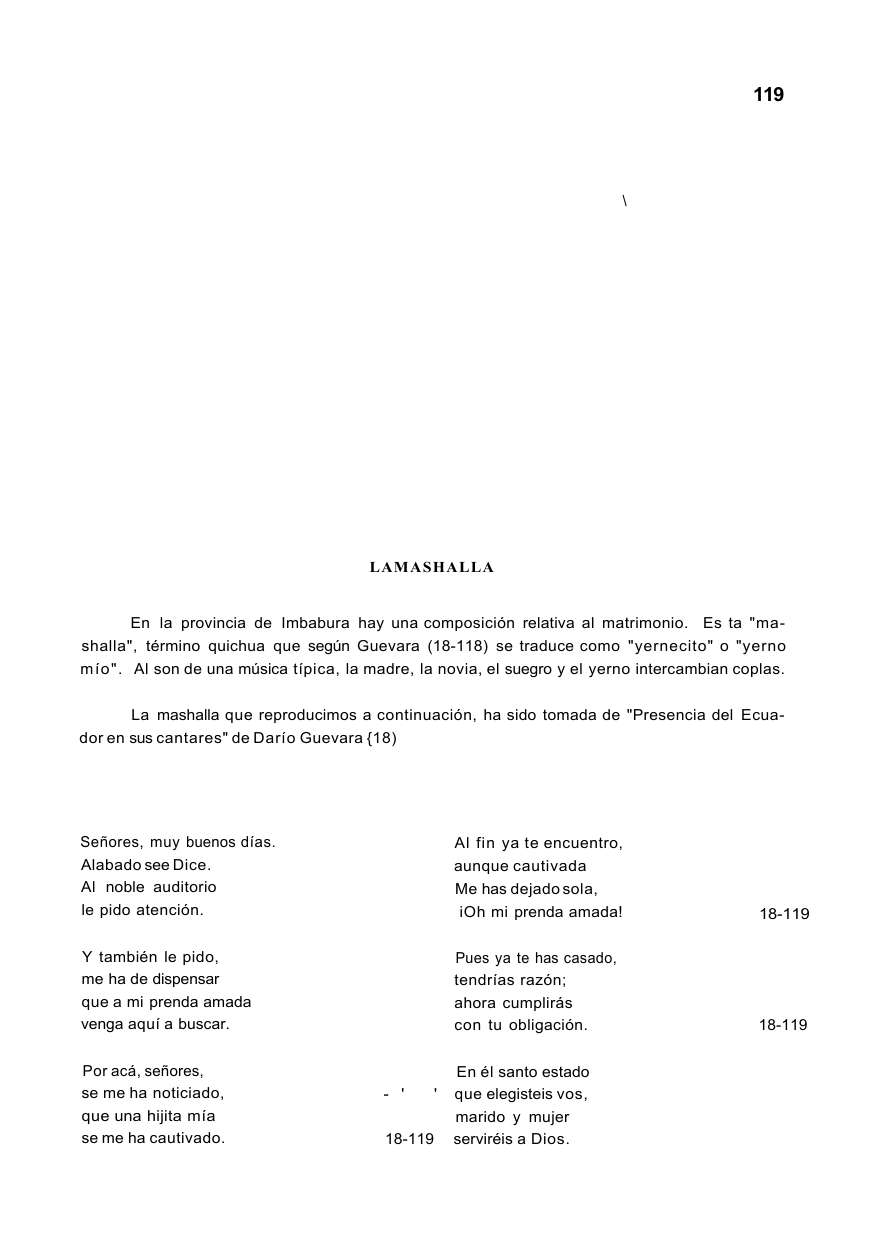 119
\
LAMASHALLA
En la provincia de Imbabura hay una composición relativa al matrimonio. Es ta "ma-
shalla", término quichua que según Guevara (18-118) se traduce como "yernecito" o "yerno
mío". Al son de una música típica, la madre, la novia, el suegro y el yerno intercambian coplas.
La mashalla que reproducimos a continuación, ha sido tomada de "Presencia del Ecua-
dor en sus cantares" de Darío Guevara {18)
Señores, muy buenos días.
Alabado see Dice.
Al noble auditorio
le pido atención.
Y también le pido,
me ha de dispensar
que a mi prenda amada
venga aquí a buscar.
Por acá, señores,
se me ha noticiado,
que una hijita mía
se me ha cautivado. 18-119
- ' '
Al fin ya te encuentro,
aunque cautivada
Me has dejado sola,
¡Oh mi prenda amada! 18-119
Pues ya te has casado,
tendrías razón;
ahora cumplirás
con tu obligación. 18-119
En él santo estado
que elegisteis vos,
marido y mujer
serviréis a Dios.